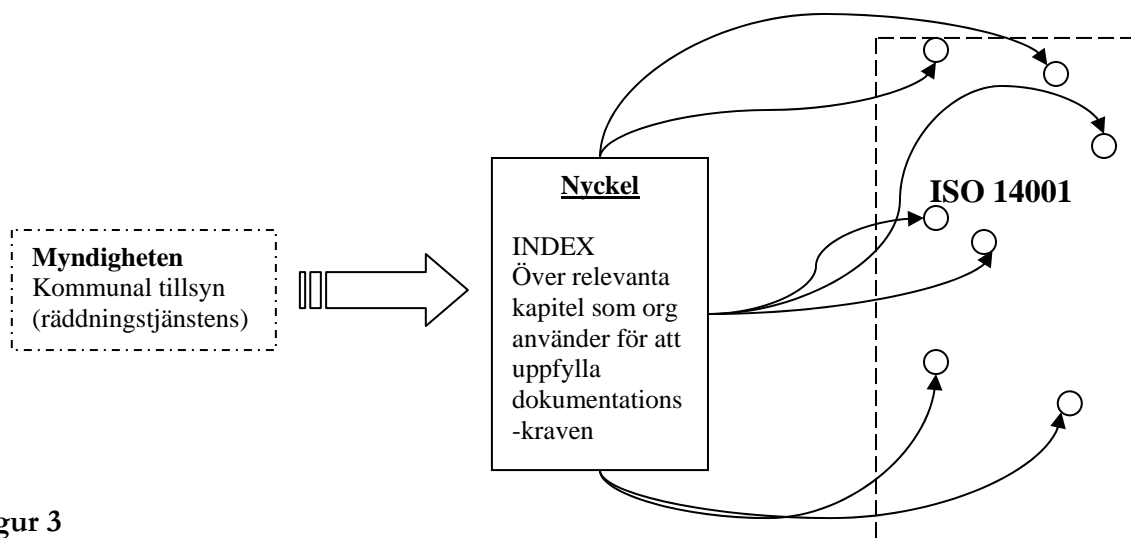 Myndigheten
Kommunal tillsyn
(räddningstjänstens)
Nyckel
INDEX
Över relevanta
kapitel som org
använder för att
uppfylla
dokumentations
-kraven
ISO 14001
gur 3